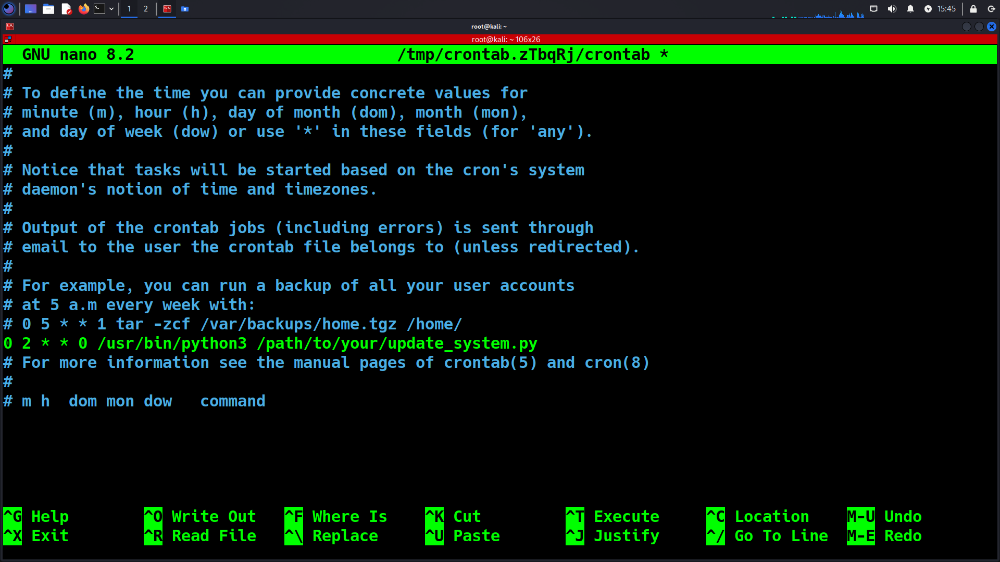 1 2 15:45
root@kali: ~
root@kali: ~ 106x26
GNU nano 8.2 /tmp/crontab.zTbqRj/crontab *
#
# To define the time you can provide concrete values for
# minute (m), hour (h), day of month (dom), month (mon),
# and day of week (dow) or use '*' in these fields (for 'any').
#
# Notice that tasks will be started based on the cron's system
# daemon's notion of time and timezones.
#
# Output of the crontab jobs (including errors) is sent through
# email to the user the crontab file belongs to (unless redirected).
#
# For example, you can run a backup of all your user accounts
# at 5 a.m every week with:
# 0 5 * * 1 tar -zcf /var/backups/home.tgz /home/
0 2 * * 0 /usr/bin/python3 /path/to/your/update_system.py
# For more information see the manual pages of crontab(5) and cron(8)
#
# m h  dom mon dow   command
^G Help ^O Write Out ^F Where Is ^K Cut ^T Execute ^C Location M-U Undo
^X Exit ^R Read File ^\ Replace ^U Paste ^J Justify ^/ Go To Line M-E Redo